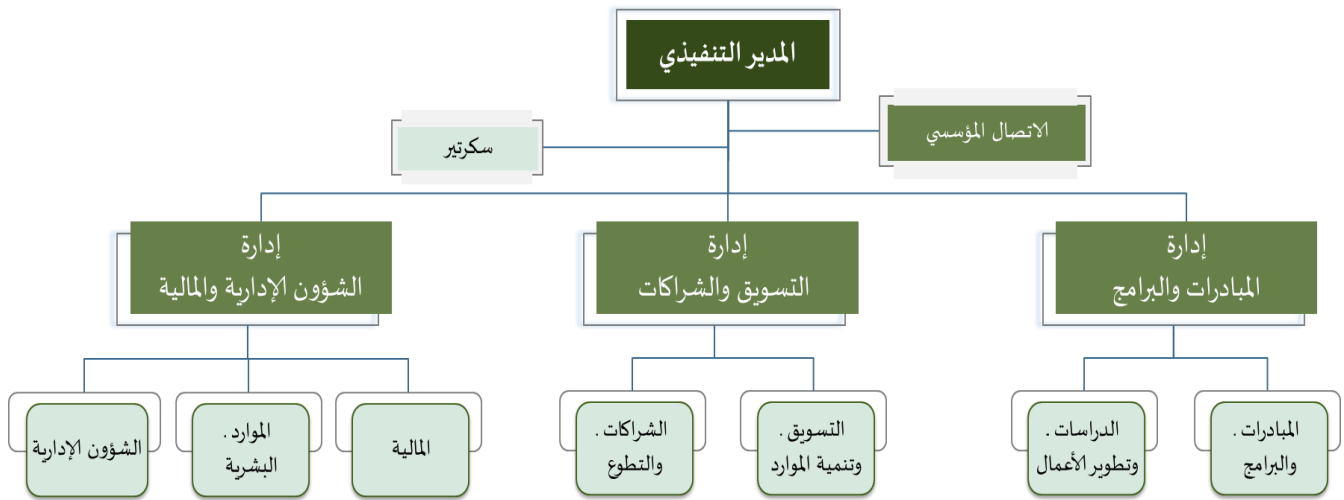 المدير التنفيذي
الاتصال المؤسسي
سكرتير
إدارة
المبادرات والبرامج
إدارة
التسويق والشراكات
إدارة
الشؤون الإدارية والمالية
المبادرات .
والبرامج
الدراسات .
وتطوير الأعمال
التسويق .
وتنمية الموارد
الشراكات .
والتطوع
المالية
الموارد .
البشرية
الشؤون الإدارية